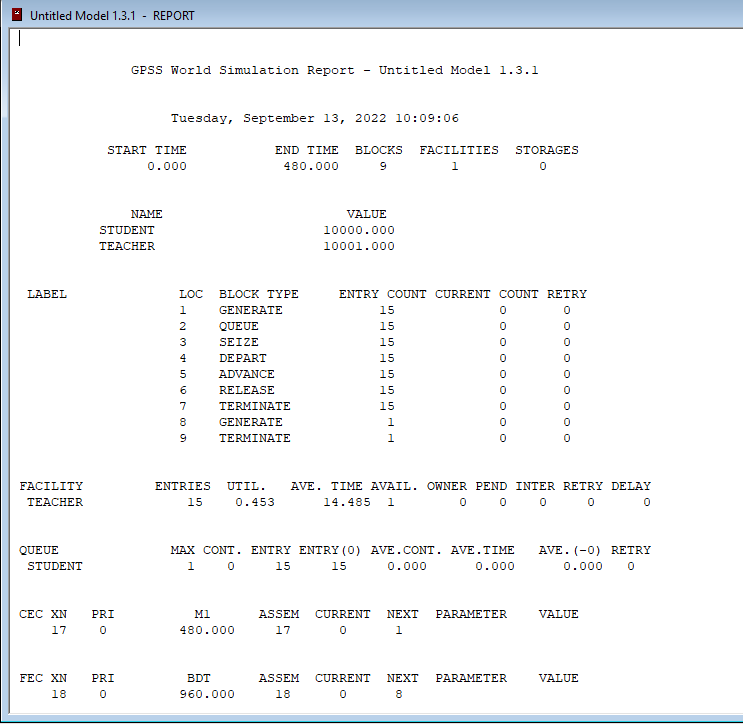 Untitled Model 1.3.1 - REPORT
GPSS World Simulation Report - Untitled Model 1.3.1
Tuesday, September 13, 2022 10:09:06
START TIME END TIME BLOCKS FACILITIES STORAGES
0.000 480.000 9 1 0
NAME VALUE
STUDENT 10000.000
TEACHER 10001.000
LABEL LOC BLOCK TYPE ENTRY COUNT CURRENT COUNT RETRY
1 GENERATE 15 0 0
2 QUEUE 15 0 0
3 SEIZE 15 0 0
4 DEPART 15 0 0
5 ADVANCE 15 0 0
6 RELEASE 15 0 0
7 TERMINATE 15 0 0
8 GENERATE 1 0 0
9 TERMINATE 1 0 0
FACILITY ENTRIES UTIL. AVE. TIME AVAIL. OWNER PEND INTER RETRY DELAY
TEACHER 15 0.453 14.485 1 0 0 0 0 0
QUEUE MAX CONT. ENTRY ENTRY(0) AVE.CONT. AVE.TIME AVE.(-0) RETRY
STUDENT 1 0 15 15 0.000 0.000 0.000 0
CEC XN PRI M1 ASSEM CURRENT NEXT PARAMETER VALUE
17 0 480.000 17 0 1
FEC XN PRI BDT ASSEM CURRENT NEXT PARAMETER VALUE
18 0 960.000 18 0 8